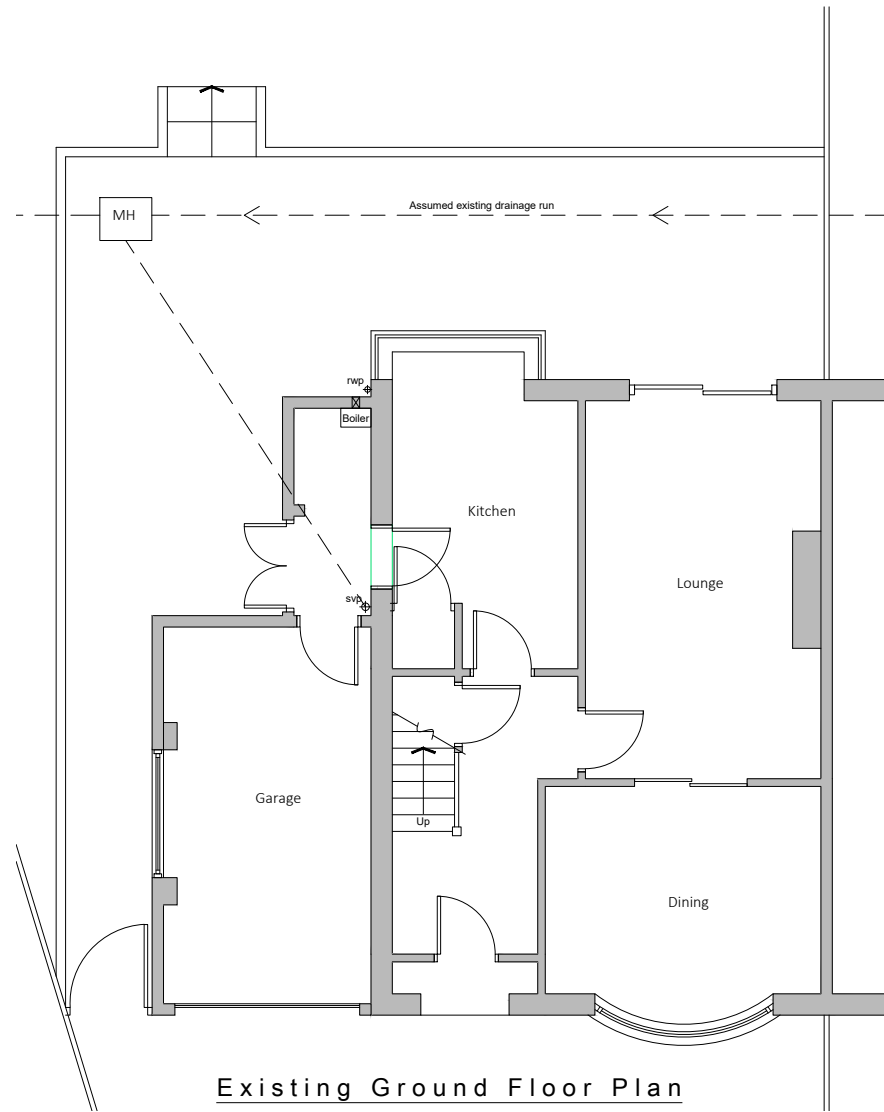 MH
Assumed existing drainage run
rwp
Boiler
Kitchen
Lounge
svp
Garage
Up
Dining
Existing Ground Floor Plan